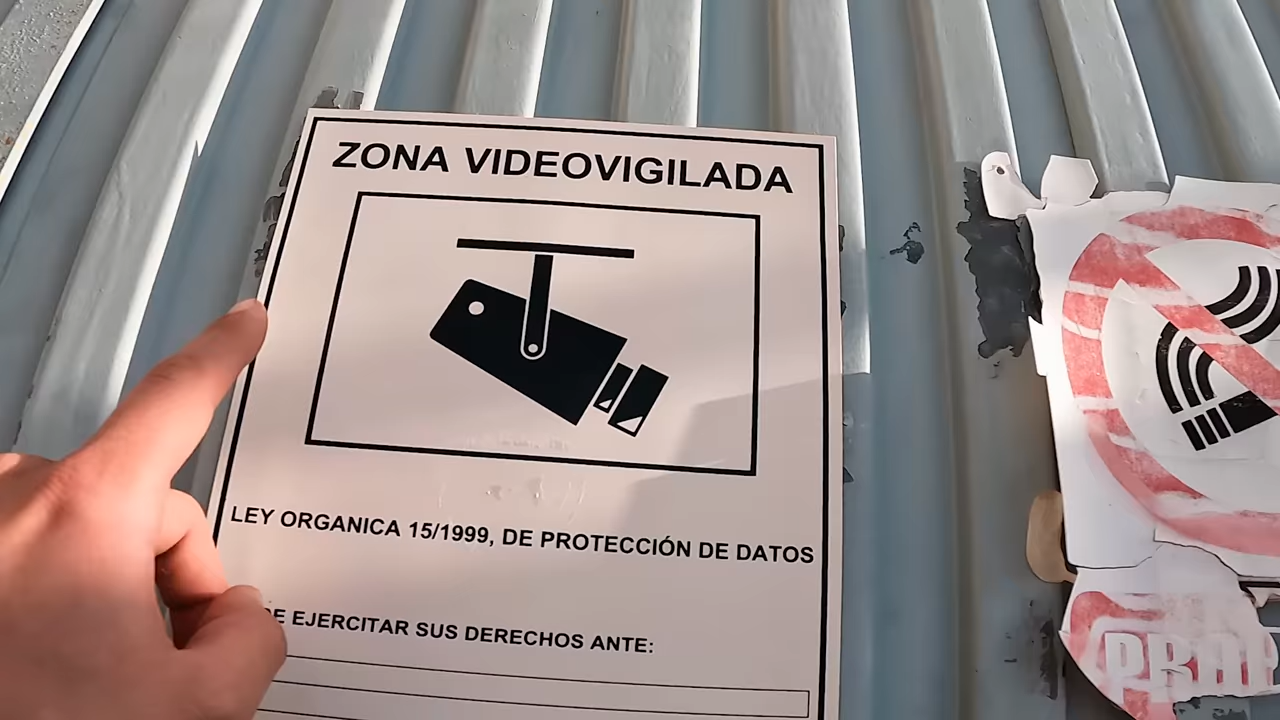 ZONA VIDEOVIGILADA
LEY ORGANICA 15/1999, DE PROTECCIÓN DE DATOS
EJERCITAR SUS DERECHOS ANTE: